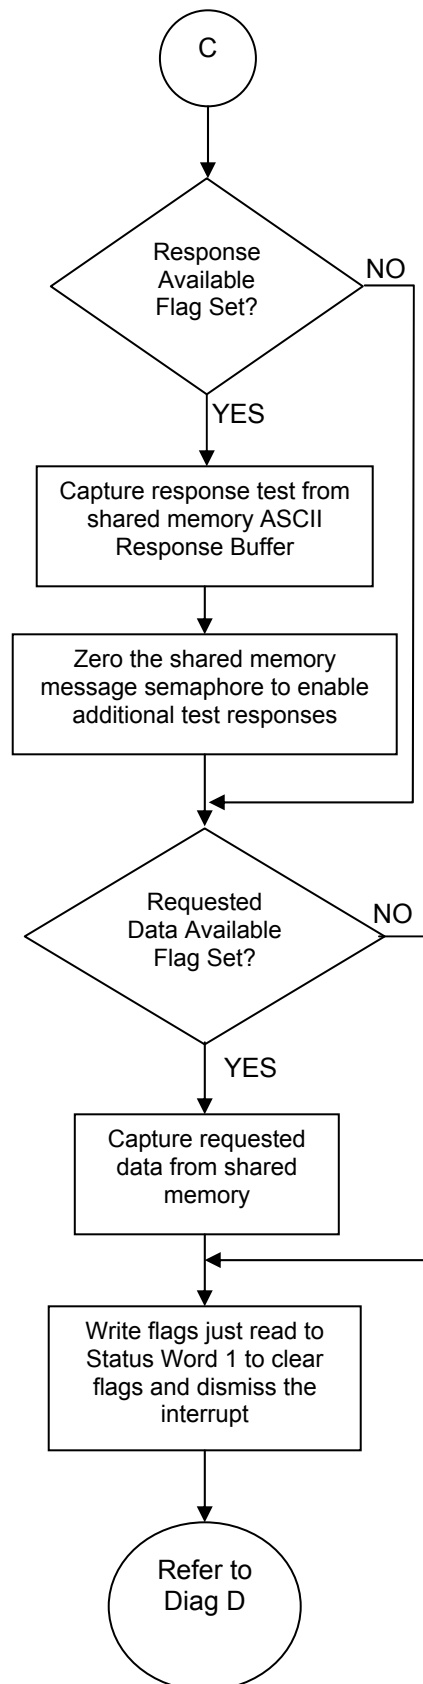 C
Response
Available
Flag Set?
NO
YES
Capture response test from
shared memory ASCII
Response Buffer
Zero the shared memory
message semaphore to enable
additional test responses
Requested
Data Available
Flag Set?
NO
YES
Capture requested
data from shared
memory
Write flags just read to
Status Word 1 to clear
flags and dismiss the
interrupt
Refer to
Diag D